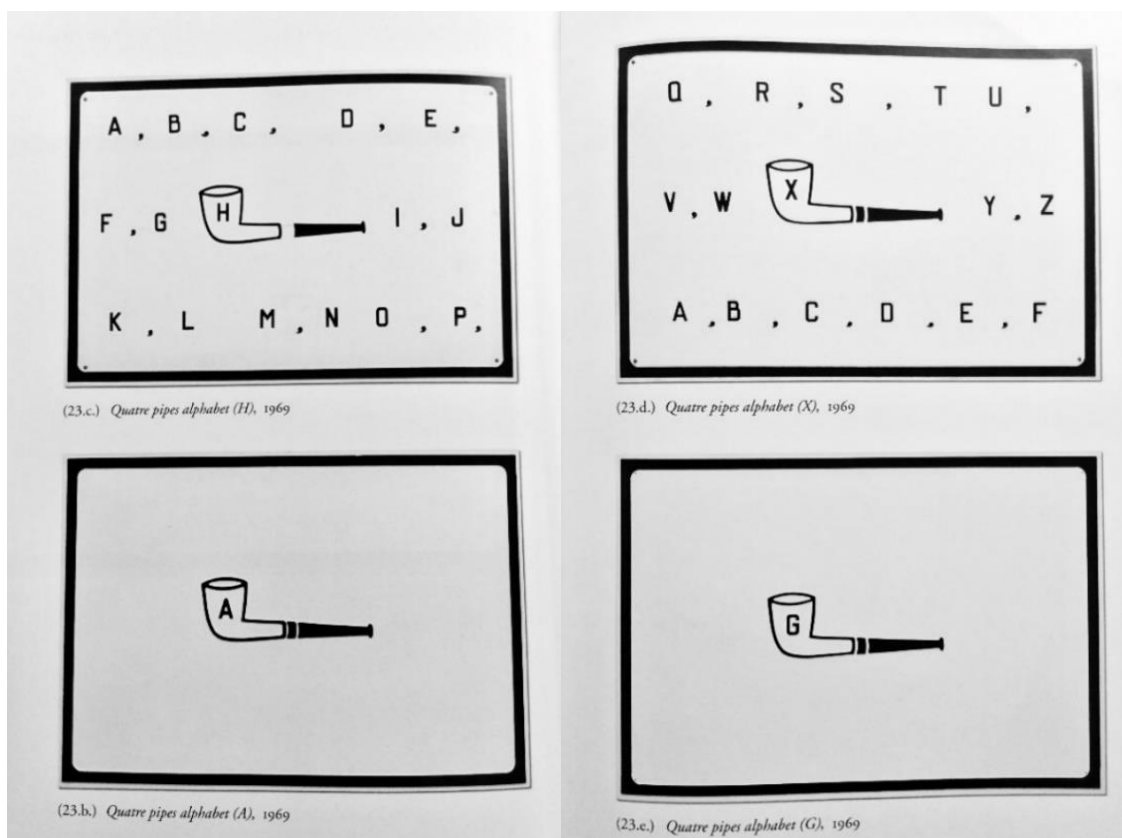 A, B, C, D, E,
F, G H I, J
K, L M, N O, P,
(23.c.) Quatre pipes alphabet (H), 1969
Q, R, S, T U,
V, W X Y, Z
A, B, C, D, E, F
(23.d.) Quatre pipes alphabet (X), 1969
A
(23.b.) Quatre pipes alphabet (A), 1969
G
(23.e.) Quatre pipes alphabet (G), 1969